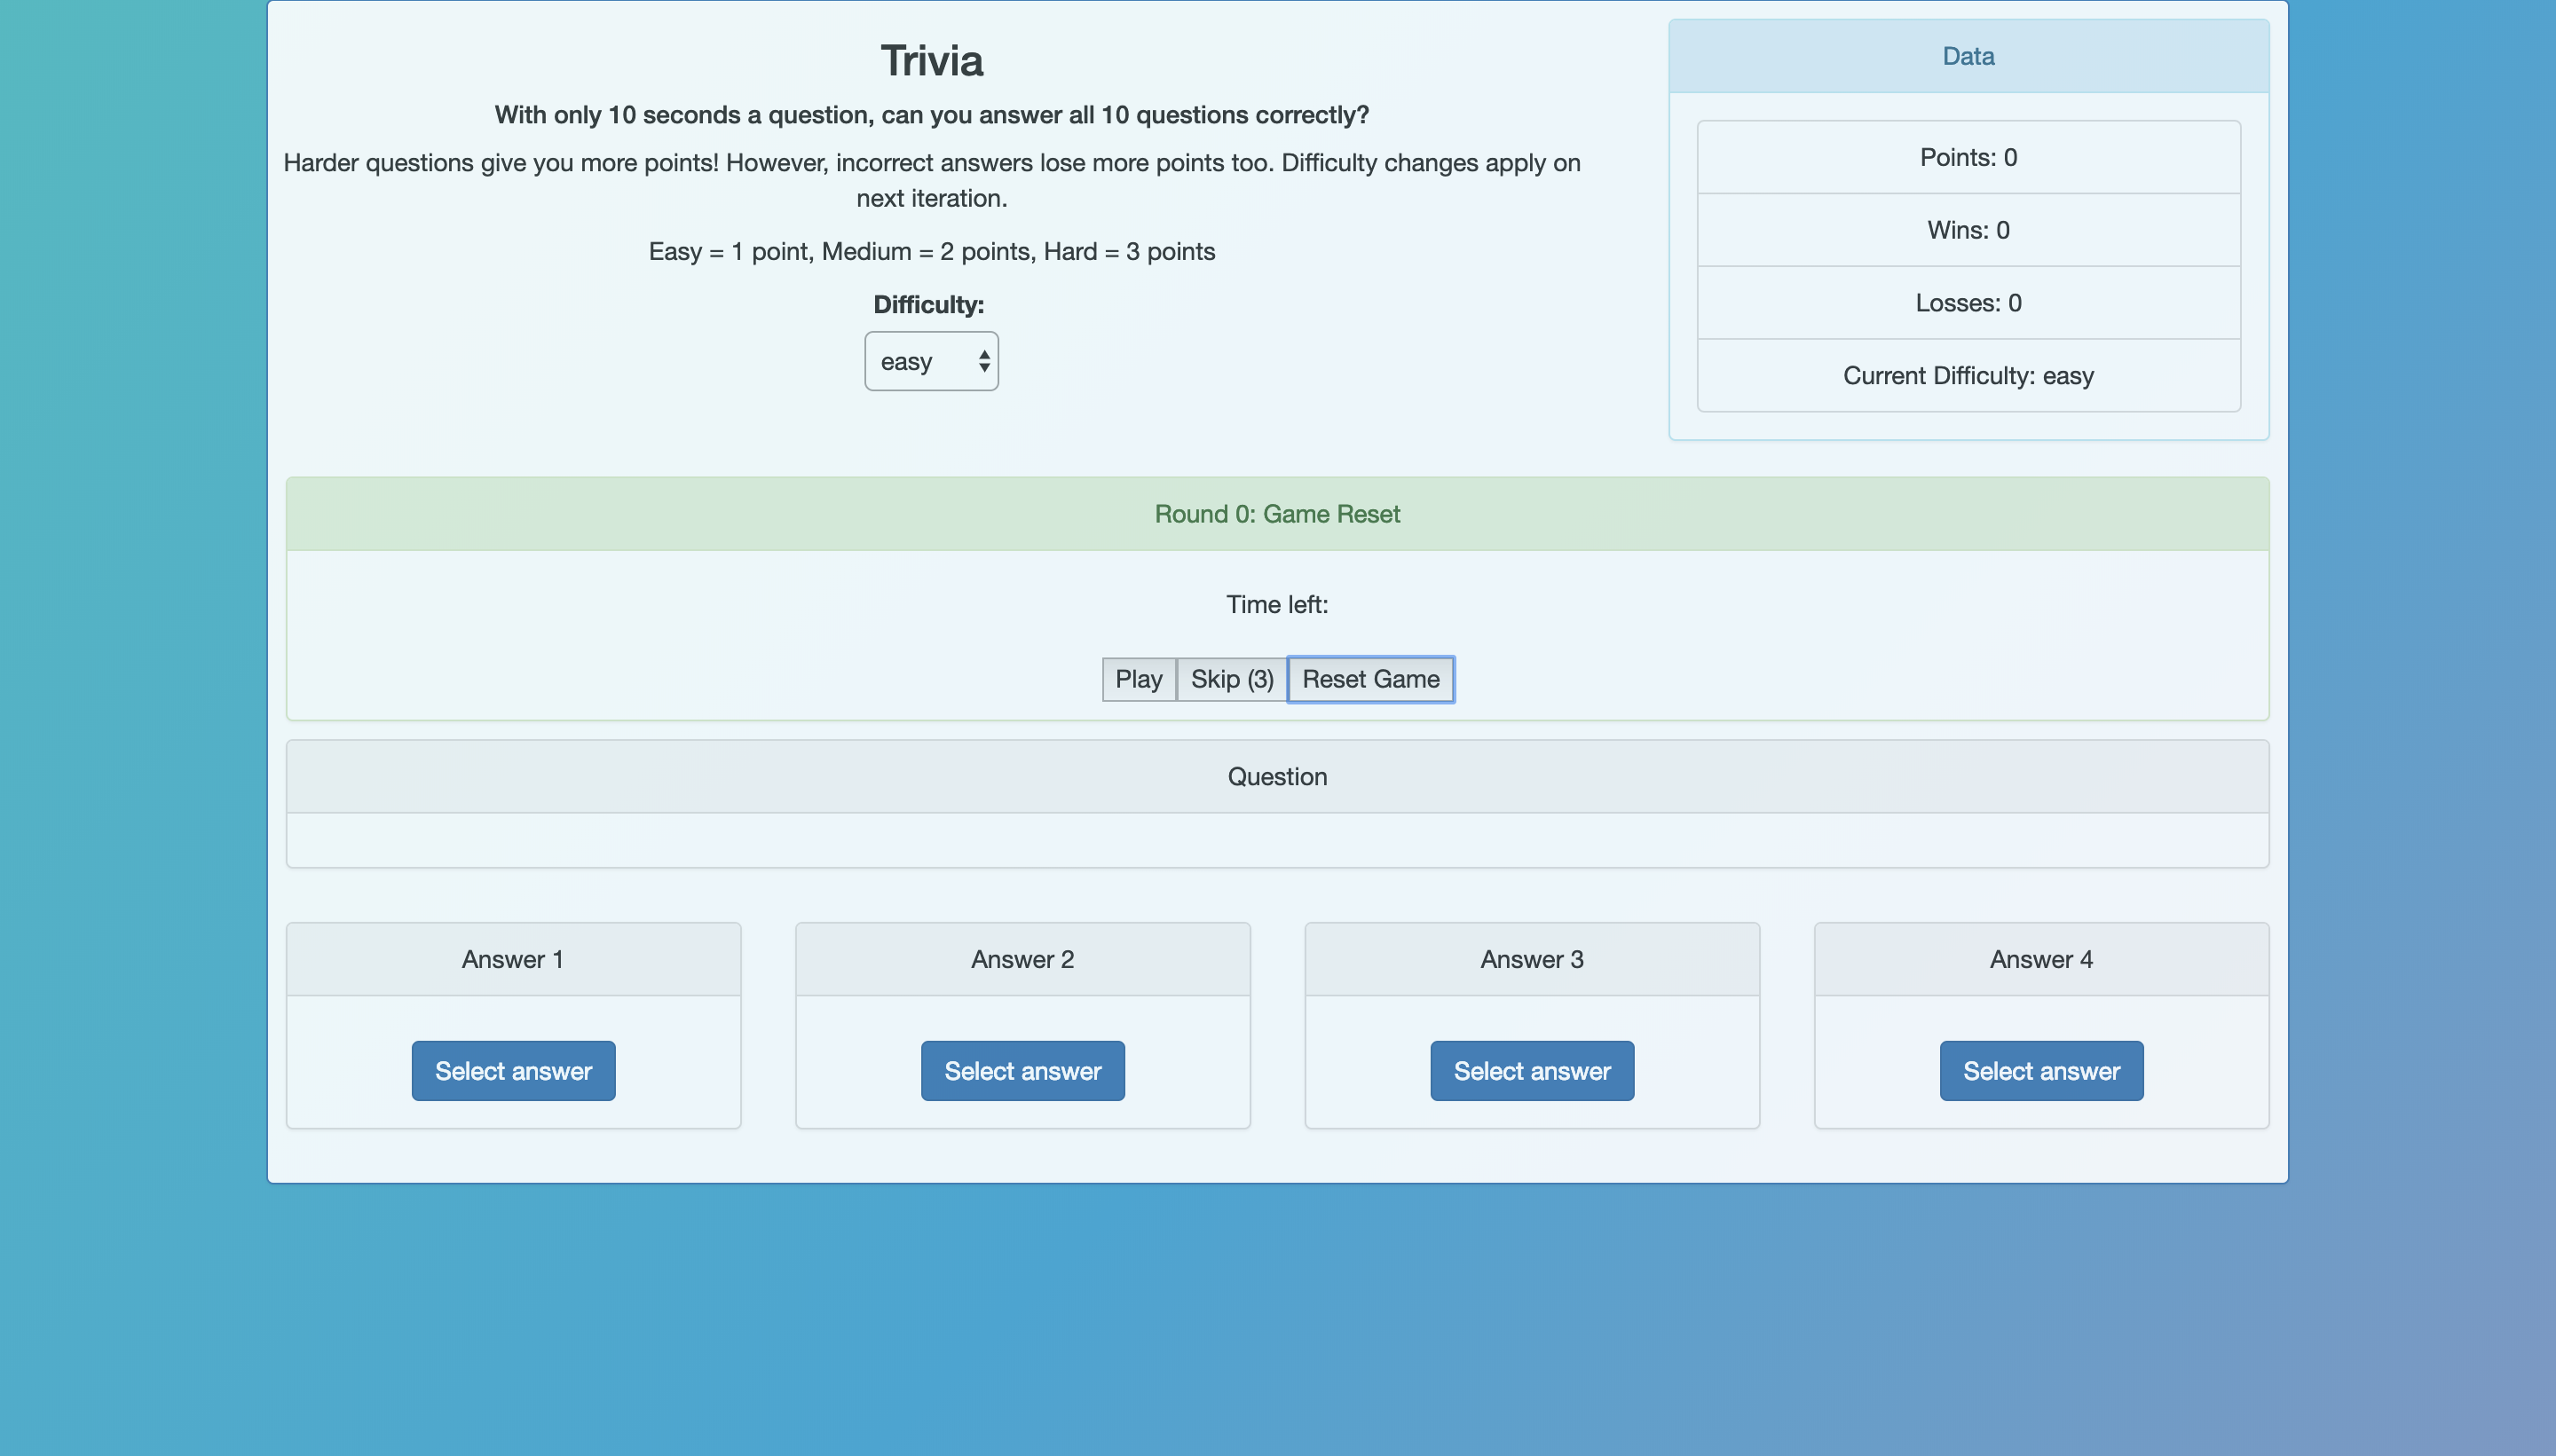 Trivia
With only 10 seconds a question, can you answer all 10 questions correctly?
Harder questions give you more points! However, incorrect answers lose more points too. Difficulty changes apply on
next iteration.
Easy = 1 point, Medium = 2 points, Hard = 3 points
Difficulty:
easy
Data
Points: 0
Wins: 0
Losses: 0
Current Difficulty: easy
Round 0: Game Reset
Time left:
Play Skip (3) Reset Game
Question
Answer 1
Select answer
Answer 2
Select answer
Answer 3
Select answer
Answer 4
Select answer